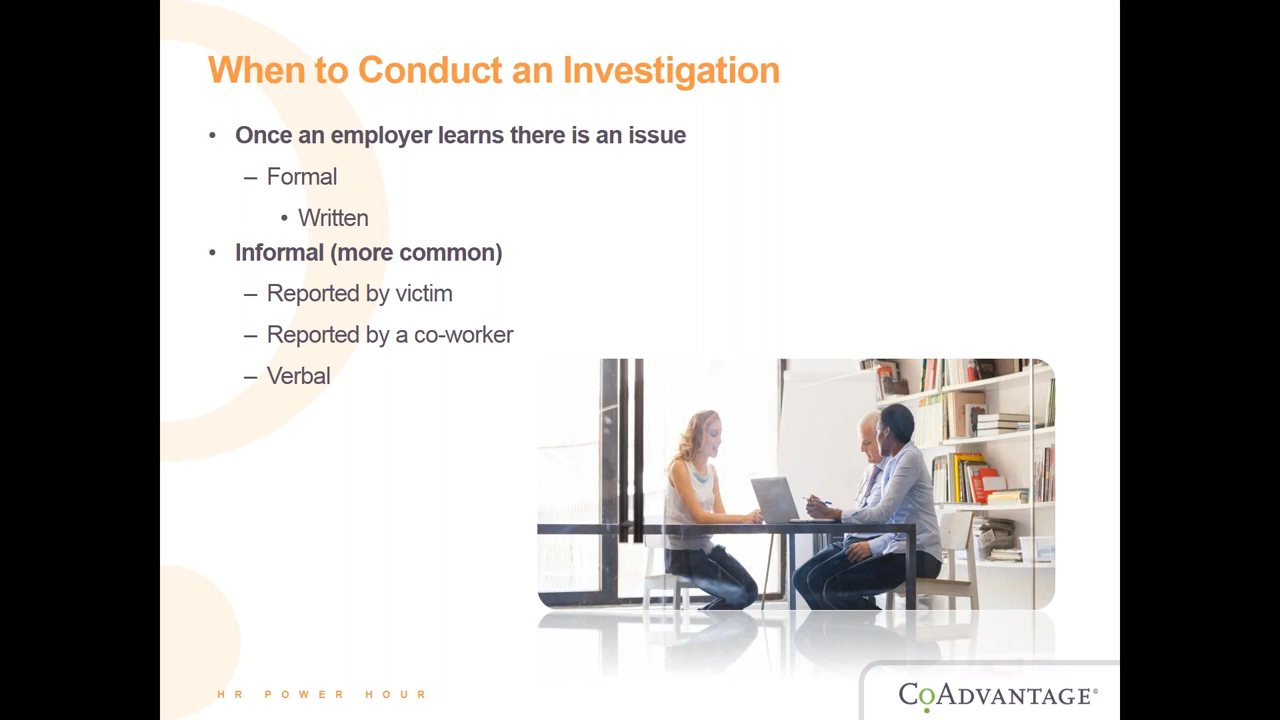 When to Conduct an Investigation
• Once an employer learns there is an issue
– Formal
• Written
• Informal (more common)
– Reported by victim
– Reported by a co-worker
– Verbal
HR POWER HOUR
COADVANTAGE®